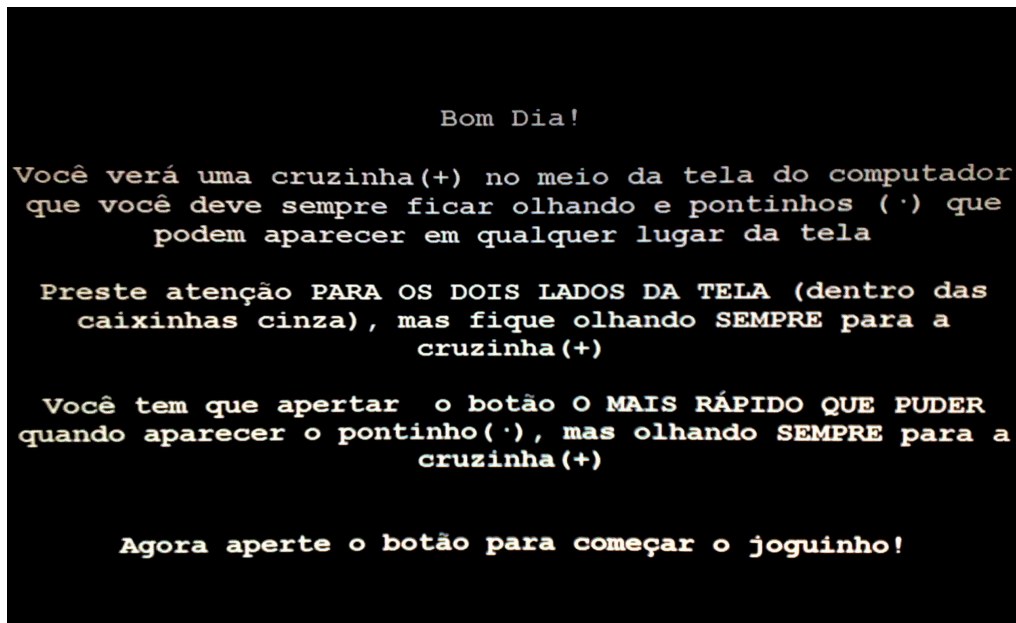 Bom Dia!
Você verá uma cruzinha(+) no meio da tela do computador
que você deve sempre ficar olhando e pontinhos (·) que
podem aparecer em qualquer lugar da tela
Preste atenção PARA OS DOIS LADOS DA TELA (dentro das
caixinhas cinza), mas fique olhando SEMPRE para a
cruzinha(+)
Você tem que apertar  o botão O MAIS RÁPIDO QUE PUDER
quando aparecer o pontinho(·), mas olhando SEMPRE para a
cruzinha(+)
Agora aperte o botão para começar o joguinho!